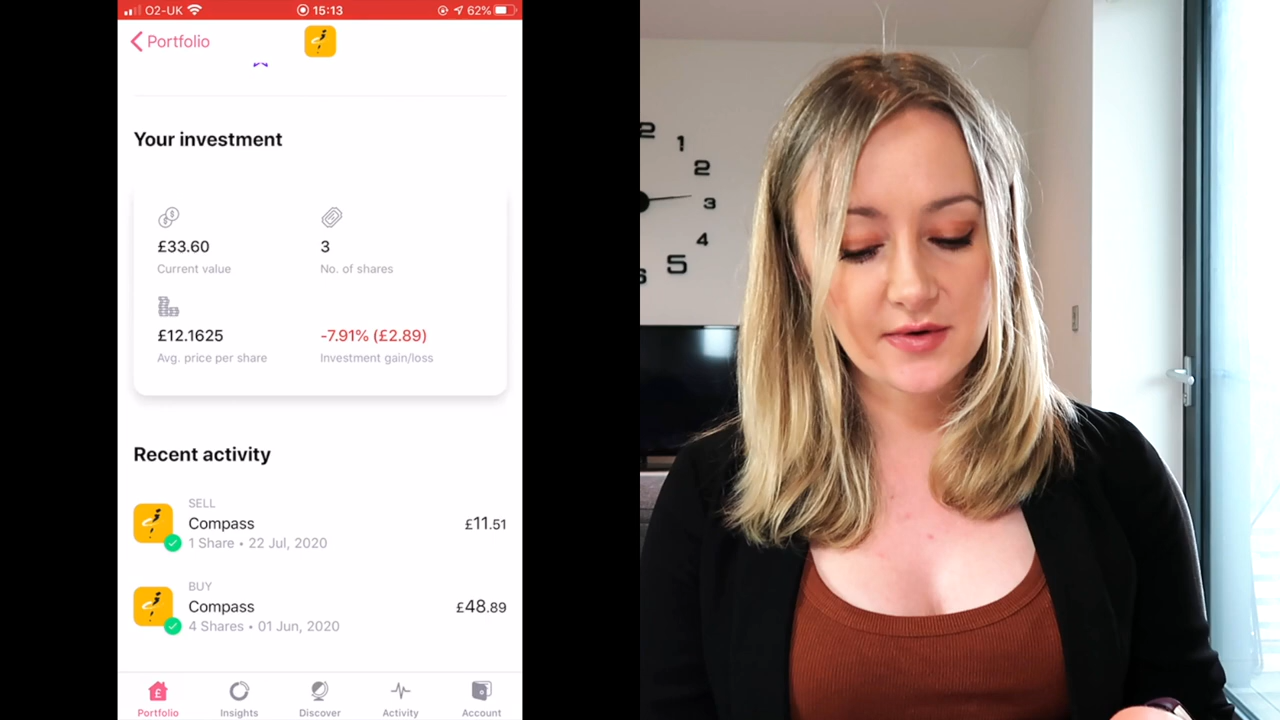 O2-UK 15:13 62%
Portfolio
Your investment
£33.60 3
Current value No. of shares
£12.1625 -7.91% (£2.89)
Avg. price per share Investment gain/loss
Recent activity
SELL
Compass £11.51
1 Share • 22 Jul, 2020
BUY
Compass £48.89
4 Shares • 01 Jun, 2020
Portfolio Insights Discover Activity Account
1
2
3
4
5